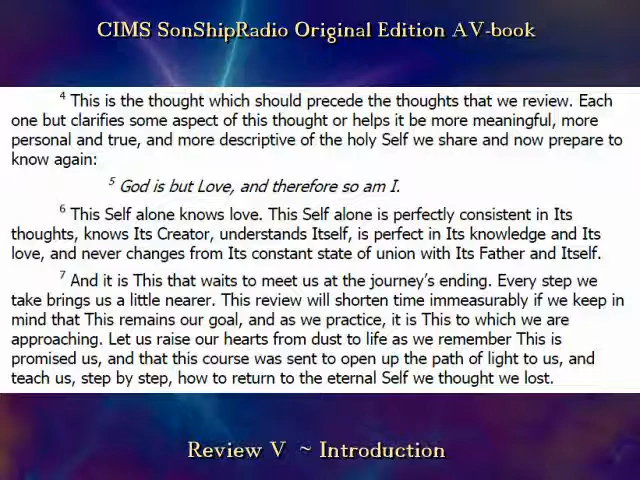 CIMS SonShipRadio Original Edition AV-book
4 This is the thought which should precede the thoughts that we review. Each
one but clarifies some aspect of this thought or helps it be more meaningful, more
personal and true, and more descriptive of the holy Self we share and now prepare to
know again:
5 God is but Love, and therefore so am I.
6 This Self alone knows love. This Self alone is perfectly consistent in Its
thoughts, knows Its Creator, understands Itself, is perfect in Its knowledge and Its
love, and never changes from Its constant state of union with Its Father and Itself.
7 And it is This that waits to meet us at the journey’s ending. Every step we
take brings us a little nearer. This review will shorten time immeasurably if we keep in
mind that This remains our goal, and as we practice, it is This to which we are
approaching. Let us raise our hearts from dust to life as we remember This is
promised us, and that this course was sent to open up the path of light to us, and
teach us, step by step, how to return to the eternal Self we thought we lost.
Review V ~ Introduction